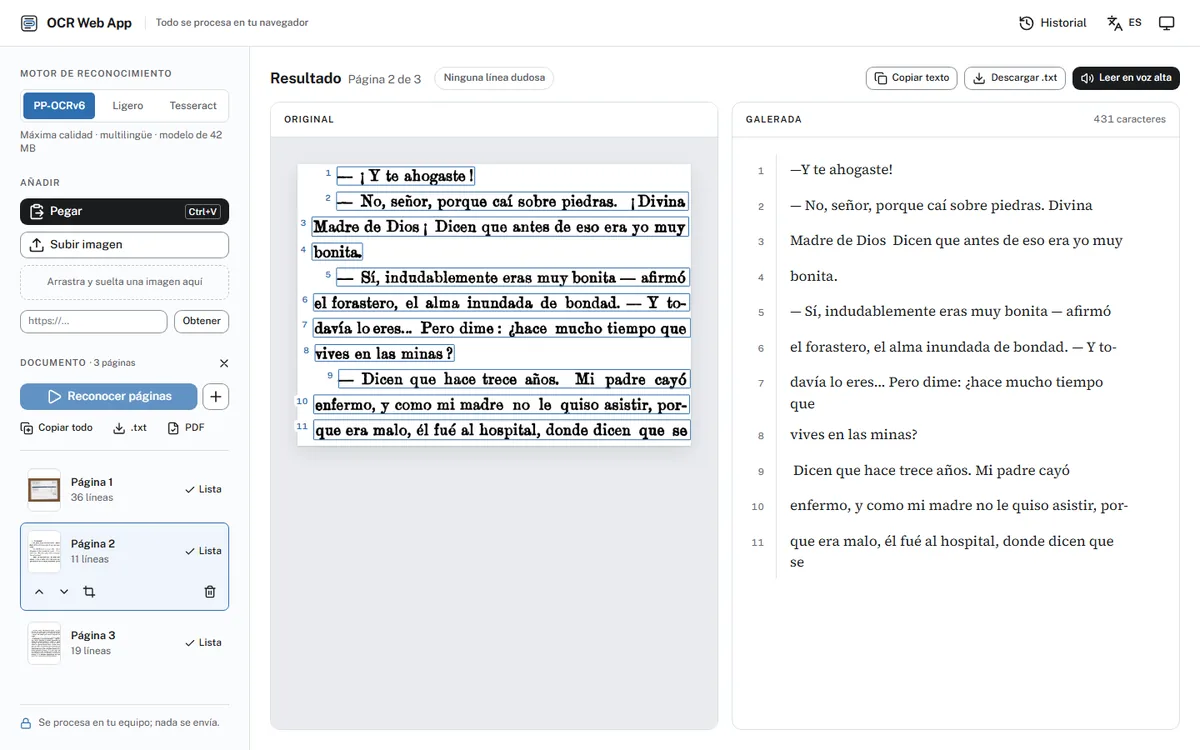 OCR Web App
Todo se procesa en tu navegador
Historial
ES
MOTOR DE RECONOCIMIENTO
PP-OCRv6
Ligero
Tesseract
Máxima calidad · multilingüe · modelo de 42
MB
AÑADIR
Pegar
Ctrl+V
Subir imagen
Arrastra y suelta una imagen aquí
https://...
Obtener
DOCUMENTO · 3 páginas
Reconocer páginas
Copiar todo
.txt
PDF
Página 1
36 líneas
Lista
Página 2
11 líneas
Lista
Página 3
19 líneas
Lista
Se procesa en tu equipo; nada se envía.
Resultado
Página 2 de 3
Ninguna línea dudosa
Copiar texto
Descargar .txt
Leer en voz alta
ORIGINAL
1 — ¡ Y te ahogaste !
2 — No, señor, porque caí sobre piedras. ¡Divina
3 Madre de Dios ¡ Dicen que antes de eso era yo muy
4 bonita.
5 — Sí, indudablemente eras muy bonita — afirmó
6 el forastero, el alma inundada de bondad. — Y to-
7 davía lo eres... Pero dime : ¿hace mucho tiempo que
8 vives en las minas ?
9 — Dicen que hace trece años. Mi padre cayó
10 enfermo, y como mi madre no le quiso asistir, por-
11 que era malo, él fué al hospital, donde dicen que se
GALERADA
431 caracteres
1 —Y te ahogaste!
2 — No, señor, porque caí sobre piedras. Divina
3 Madre de Dios Dicen que antes de eso era yo muy
4 bonita.
5 — Sí, indudablemente eras muy bonita — afirmó
6 el forastero, el alma inundada de bondad. — Y to-
7 davía lo eres... Pero dime: ¿hace mucho tiempo
que
8 vives en las minas?
9 Dicen que hace trece años. Mi padre cayó
10 enfermo, y como mi madre no le quiso asistir, por-
11 que era malo, él fué al hospital, donde dicen que
se